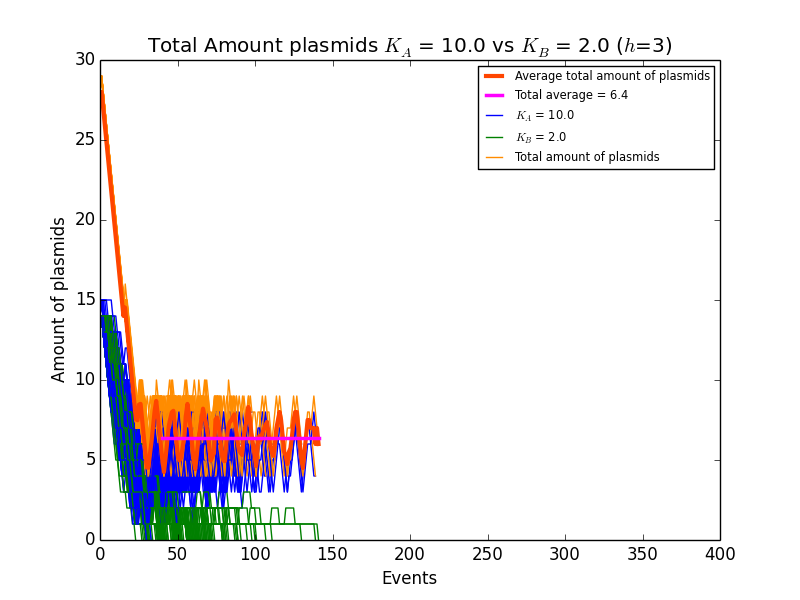 Total Amount plasmids K_A = 10.0 vs K_B = 2.0 (h=3)
30
25
20
15
10
5
0
Amount of plasmids
Average total amount of plasmids
Total average = 6.4
K_A = 10.0
K_B = 2.0
Total amount of plasmids
0 50 100 150 200 250 300 350 400
Events